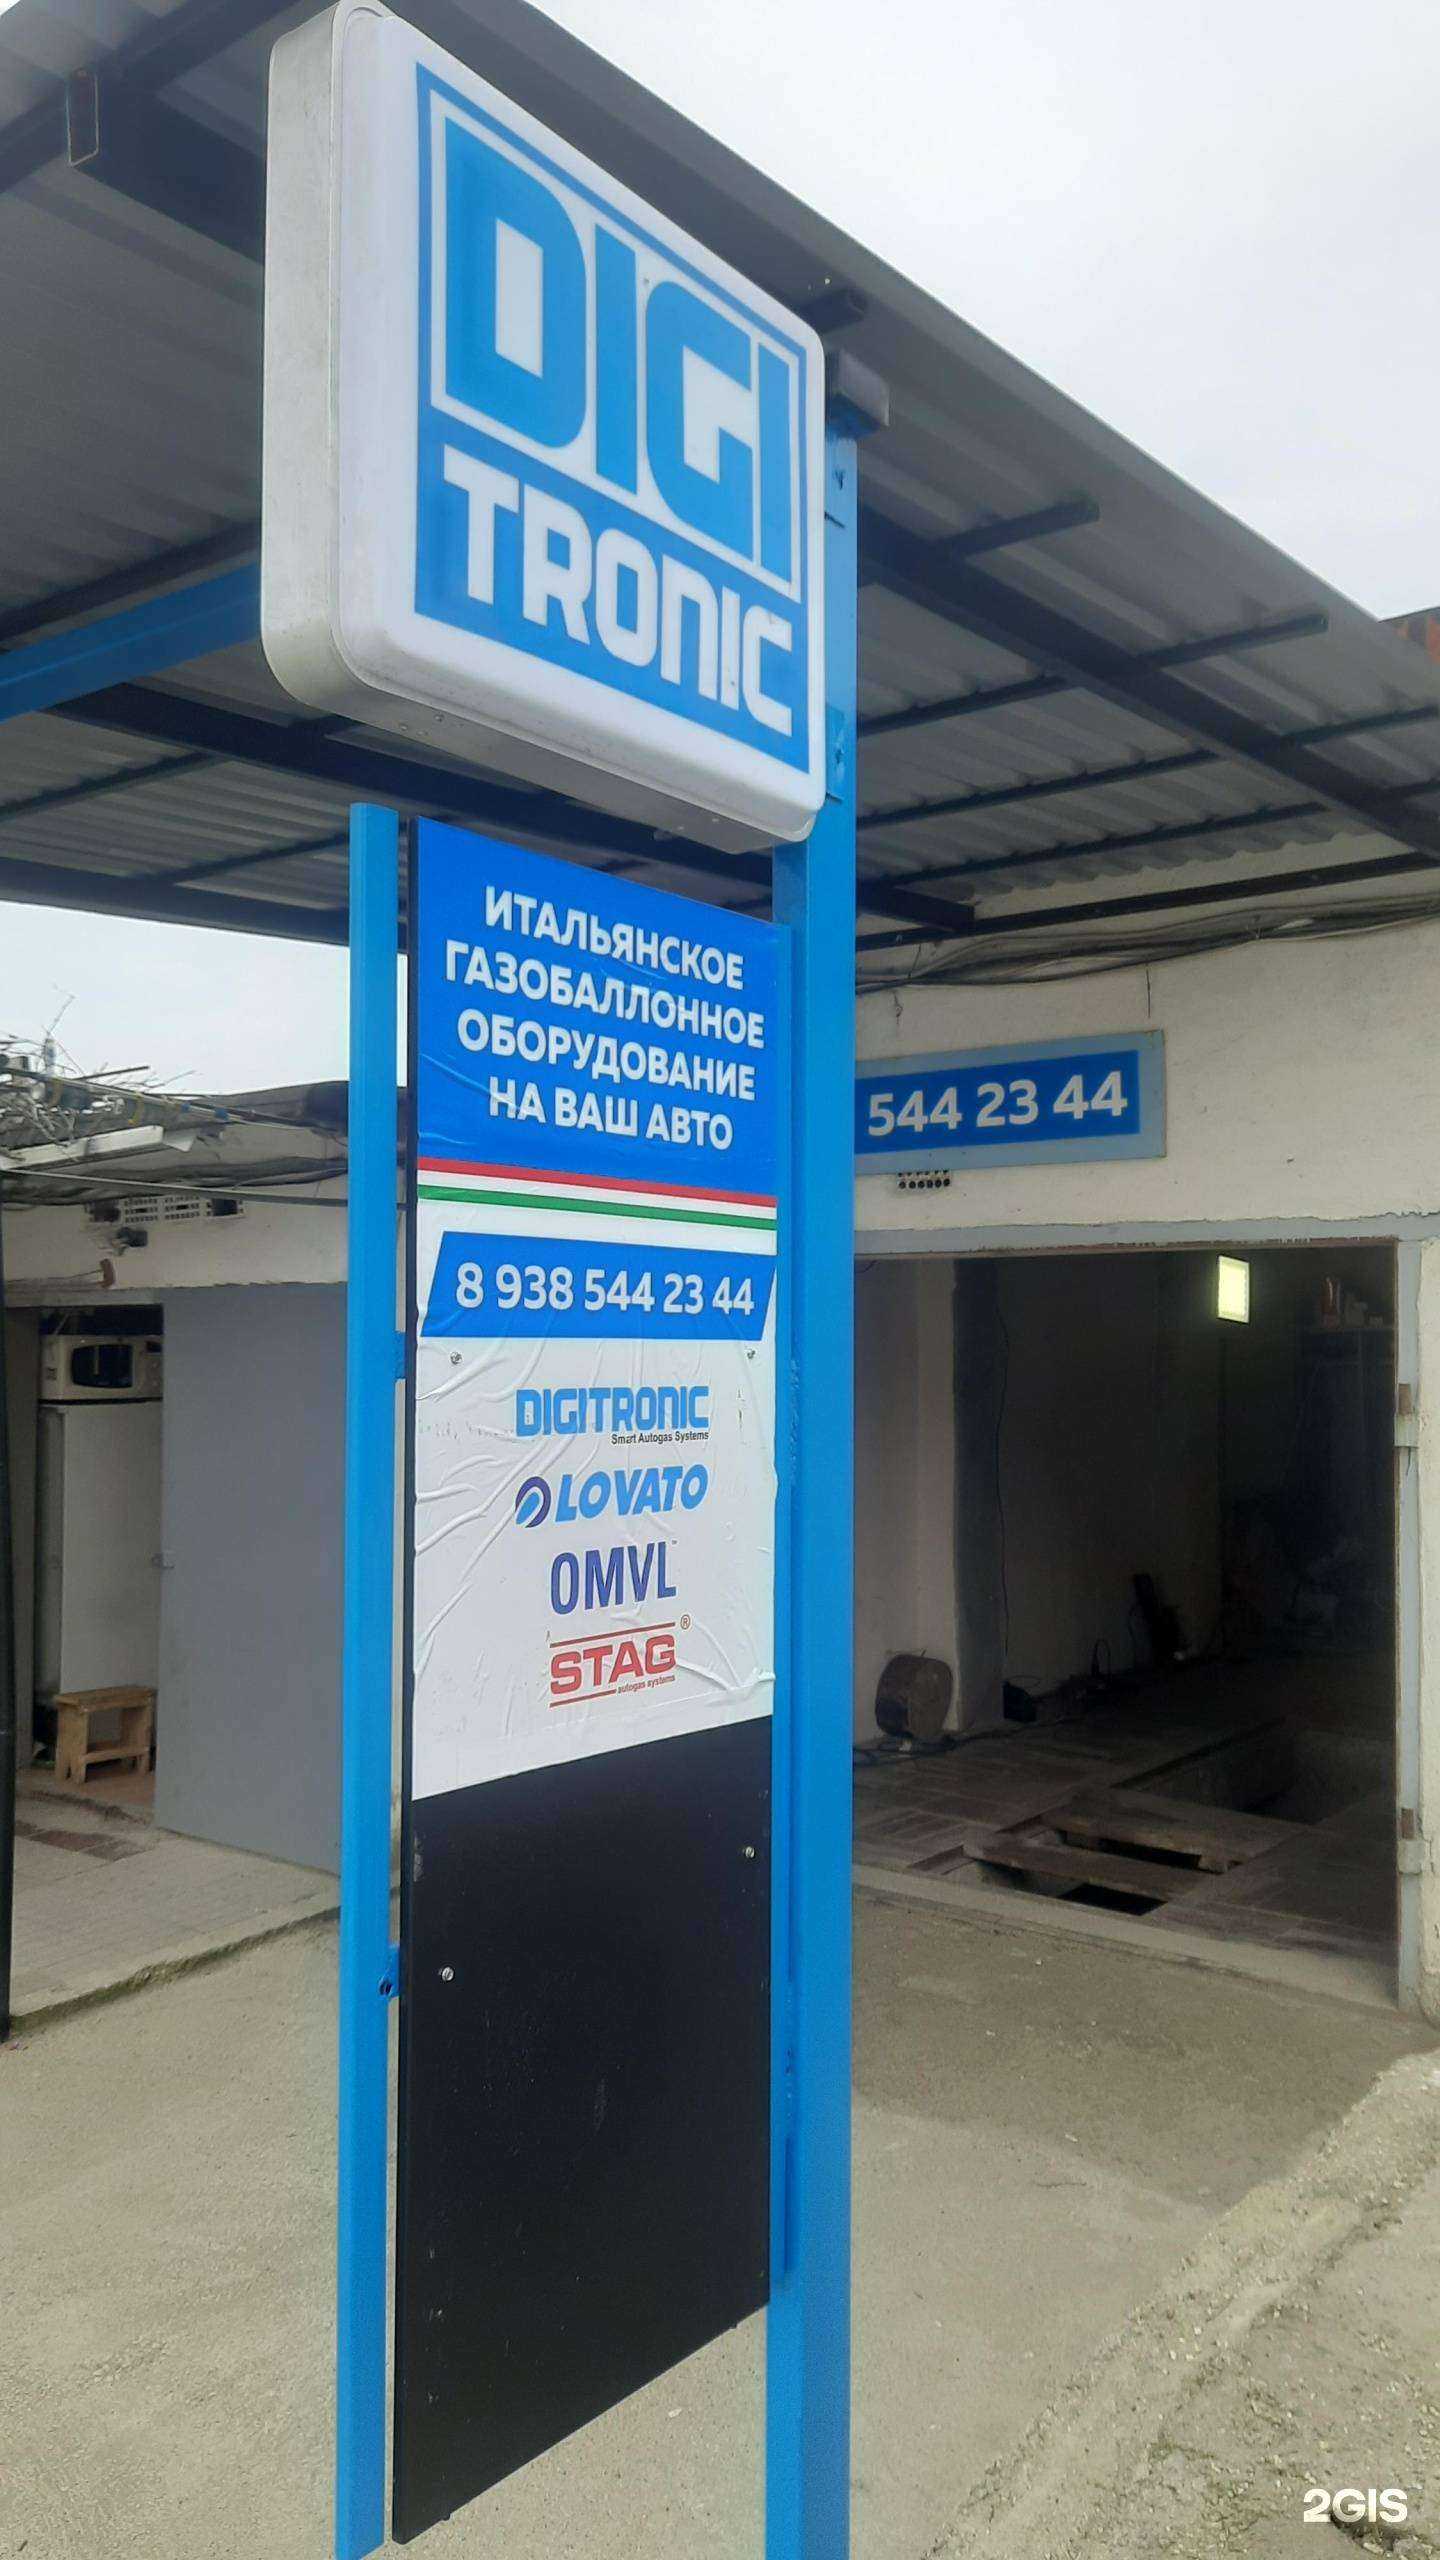 DIGI
TRONIC
ИТАЛЬЯНСКОЕ
ГАЗОБАЛЛОННОЕ
ОБОРУДОВАНИЕ
НА ВАШ АВТО
544 23 44
8 938 544 23 44
DIGITRONIC
Smart Autogas Systems
LOVATO
OMVL™
STAG®
autogas systems
2GIS